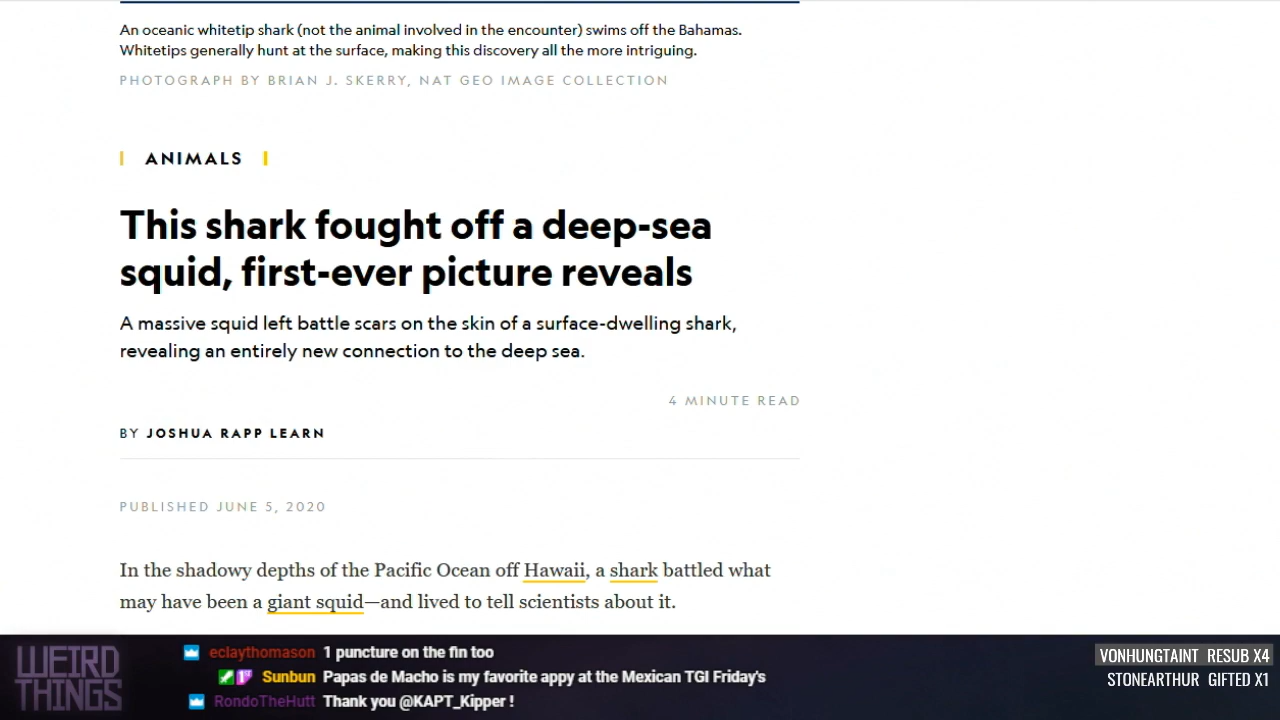 An oceanic whitetip shark (not the animal involved in the encounter) swims off the Bahamas.
Whitetips generally hunt at the surface, making this discovery all the more intriguing.
PHOTOGRAPH BY BRIAN J. SKERRY, NAT GEO IMAGE COLLECTION
ANIMALS
This shark fought off a deep-sea
squid, first-ever picture reveals
A massive squid left battle scars on the skin of a surface-dwelling shark,
revealing an entirely new connection to the deep sea.
4 MINUTE READ
BY JOSHUA RAPP LEARN
PUBLISHED JUNE 5, 2020
In the shadowy depths of the Pacific Ocean off Hawaii, a shark battled what
may have been a giant squid—and lived to tell scientists about it.
WEIRD
THINGS
eclaythomason 1 puncture on the fin too
Sunbun Papas de Macho is my favorite appy at the Mexican TGI Friday's
RondoTheHutt Thank you @KAPT_Kipper !
VONHUNGTAINT RESUB X4
STONEARTHUR GIFTED X1